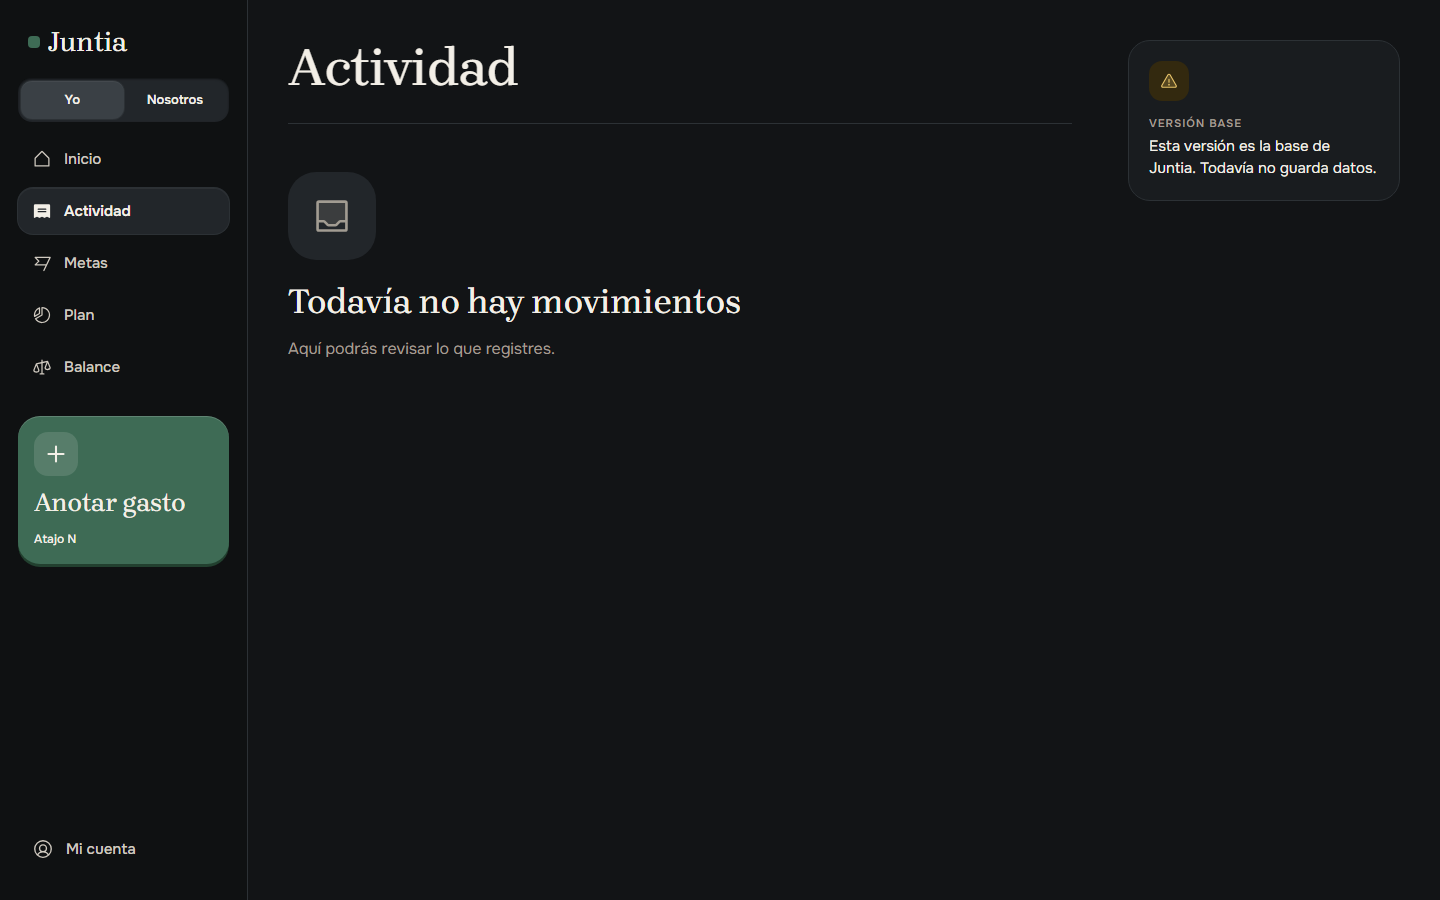 Juntia
Yo
Nosotros
Inicio
Actividad
Metas
Plan
Balance
Anotar gasto
Atajo N
Mi cuenta
Actividad
Todavía no hay movimientos
Aquí podrás revisar lo que registres.
VERSIÓN BASE
Esta versión es la base de
Juntia. Todavía no guarda datos.